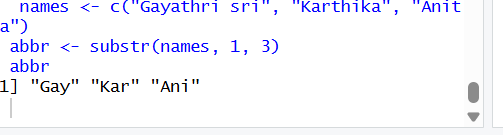 names <- c("Gayathri sri", "Karthika", "Anit
a")
abbr <- substr(names, 1, 3)
abbr
1] "Gay" "Kar" "Ani"